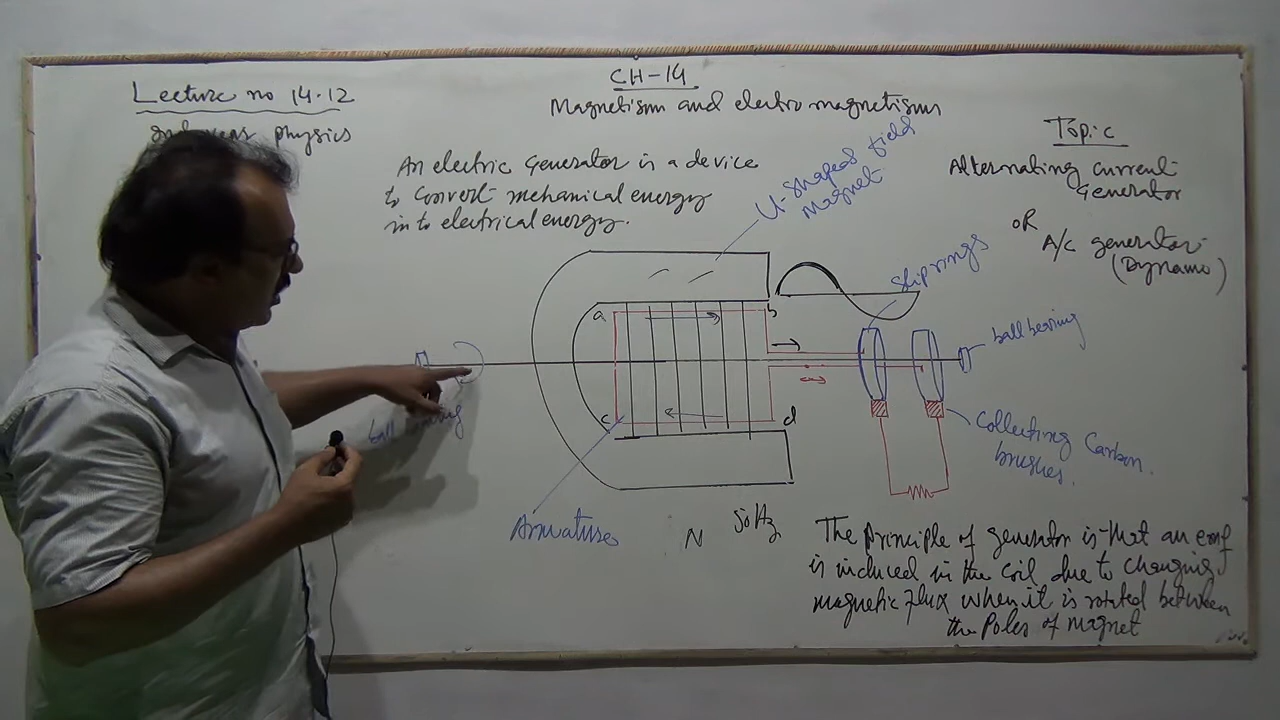 CH-14
Magnetism and electromagnetism
Lecture no 14.12
physics
Topic
Alternating current
Generator
OR
A/C generator
(Dynamo)
An electric Generator is a device
to convert mechanical energy
in to electrical energy.
U-shaped field
magnet
Slip rings
ball bearing
a
b
c
d
ball
Collecting Carbon
brushes
Armatures
N
50Hz
The principle of generator is that an emf
is induced in the coil due to changing
magnetic flux when it is rotated between
the poles of magnet